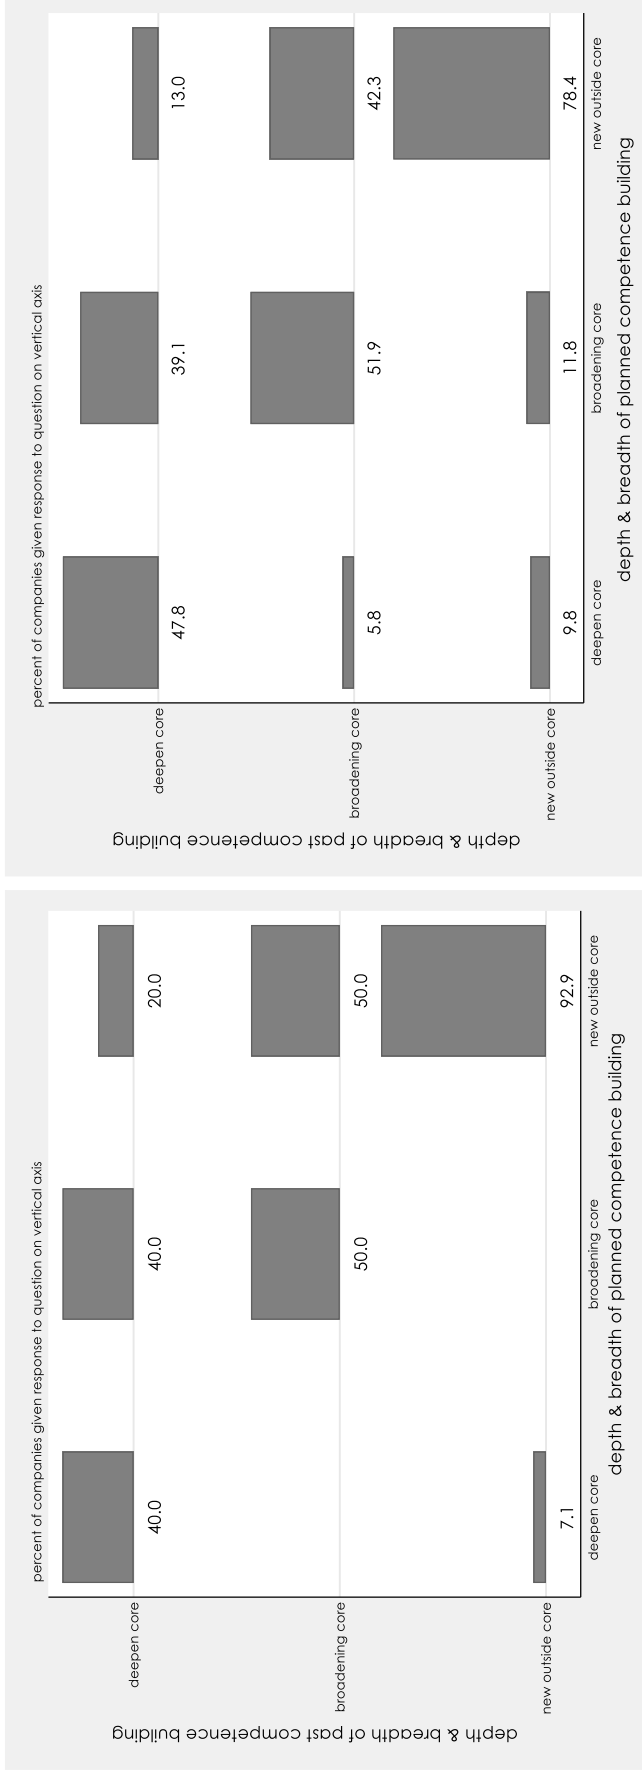 percent of companies given response to question on vertical axis
depth & breadth of past competence building
deepen core
40.0
40.0
20.0
broadening core
50.0
50.0
new outside core
7.1
92.9
deepen core
broadening core
new outside core
depth & breadth of planned competence building
percent of companies given response to question on vertical axis
depth & breadth of past competence building
deepen core
47.8
39.1
13.0
broadening core
5.8
51.9
42.3
new outside core
9.8
11.8
78.4
deepen core
broadening core
new outside core
depth & breadth of planned competence building